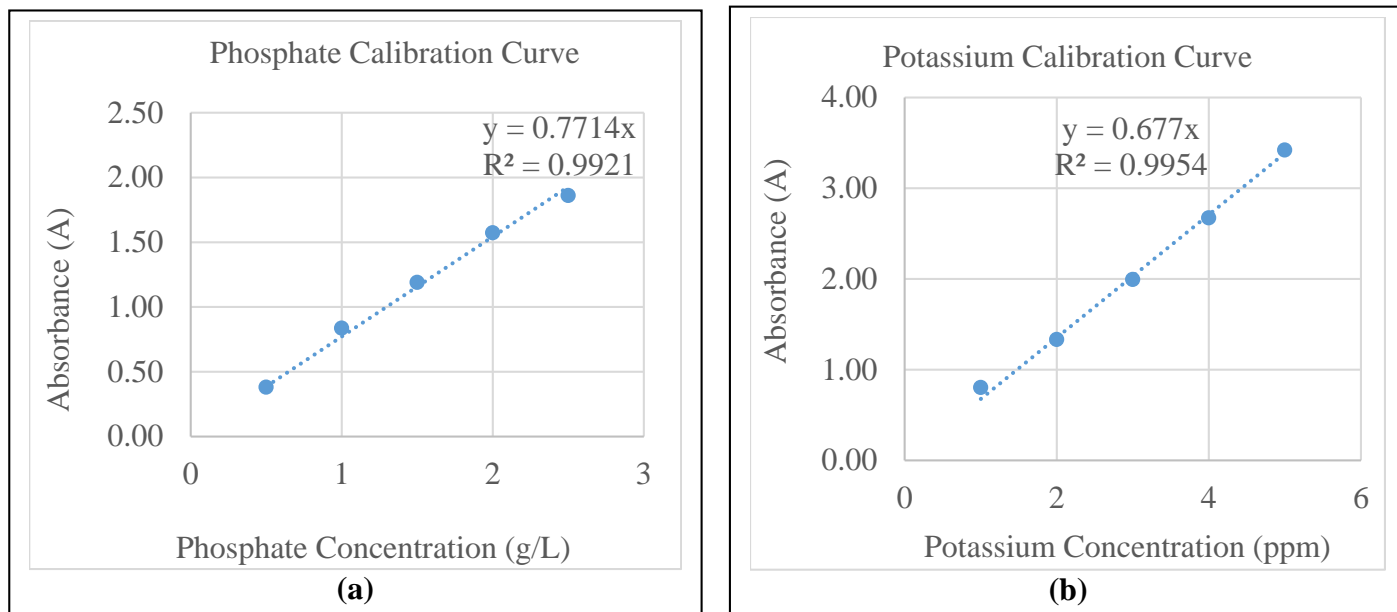 Phosphate Calibration Curve
y = 0.7714x
R² = 0.9921
2.50
2.00
1.50
1.00
0.50
0.00
0 1 2 3
Absorbance (A)
Phosphate Concentration (g/L)
(a)
Potassium Calibration Curve
y = 0.677x
R² = 0.9954
4.00
3.00
2.00
1.00
0.00
0 2 4 6
Absorbance (A)
Potassium Concentration (ppm)
(b)